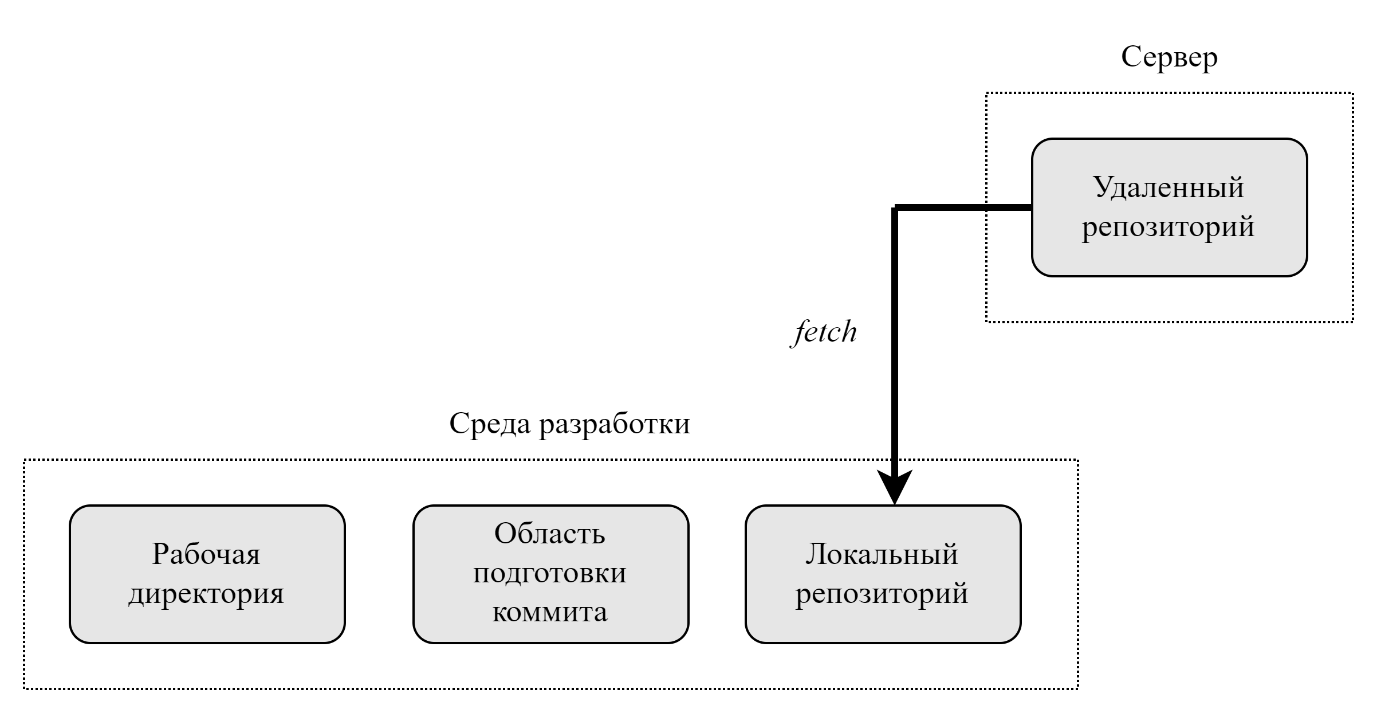 Сервер
Удаленный
репозиторий
fetch
Среда разработки
Рабочая
директория
Область
подготовки
коммита
Локальный
репозиторий